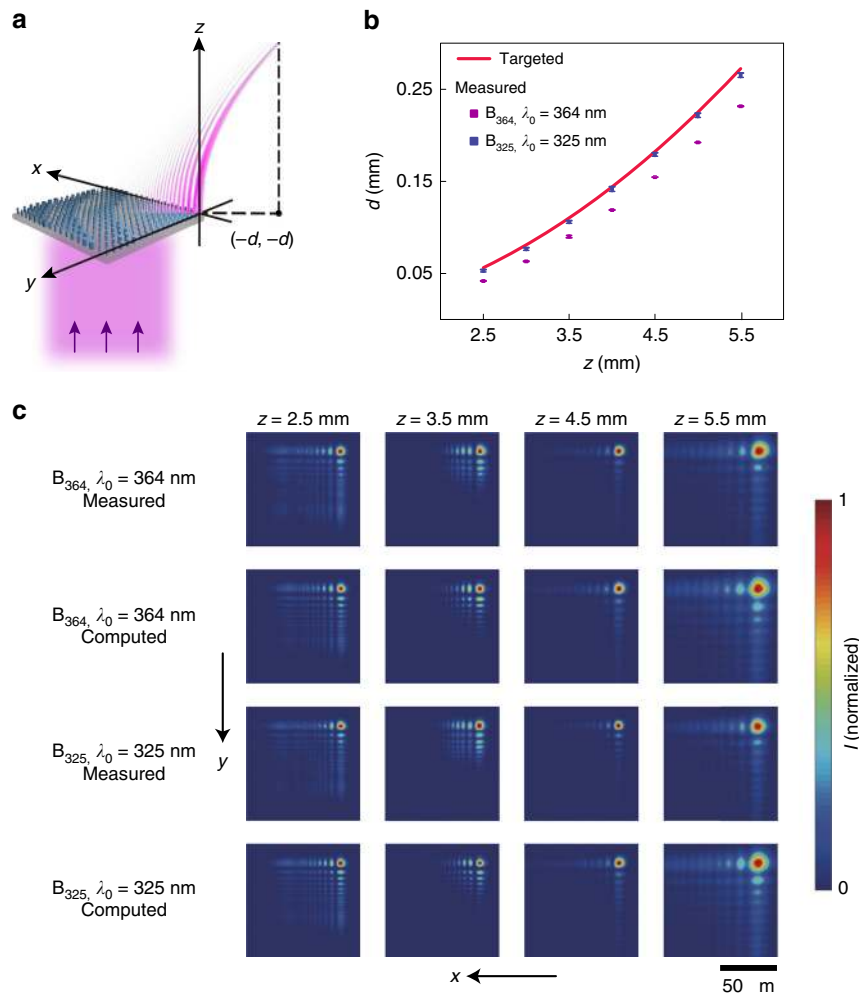 a
z
x
(−d, −d)
y
b
Targeted
Measured
B364, λ0 = 364 nm
B325, λ0 = 325 nm
0.25
0.15
0.05
d (mm)
2.5 3.5 4.5 5.5
z (mm)
c
z = 2.5 mm z = 3.5 mm z = 4.5 mm z = 5.5 mm
B364, λ0 = 364 nm
Measured
B364, λ0 = 364 nm
Computed
B325, λ0 = 325 nm
Measured
B325, λ0 = 325 nm
Computed
y
x
50 m
1
I (normalized)
0